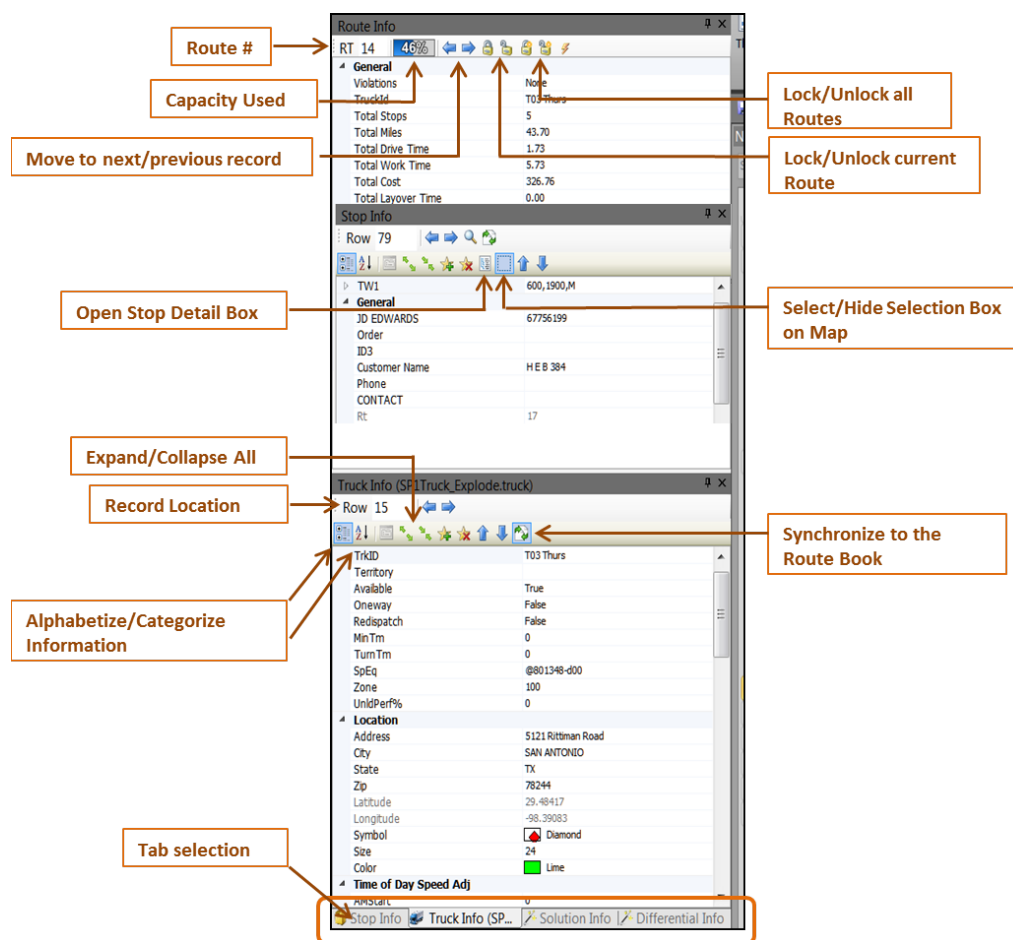 Route Info
Route #
RT 14 46%
Capacity Used
General
Violations None
TruckId T03 Thurs
Total Stops 5
Total Miles 43.70
Total Drive Time 1.73
Total Work Time 5.73
Total Cost 326.76
Total Layover Time 0.00
Lock/Unlock all
Routes
Move to next/previous record
Lock/Unlock current
Route
Stop Info
Row 79
Open Stop Detail Box
Select/Hide Selection Box
on Map
TW1 600,1900,M
General
JD EDWARDS 67756199
Order
ID3
Customer Name H E B 384
Phone
CONTACT
Rt 17
Expand/Collapse All
Truck Info (SP1Truck_Explode.truck)
Record Location
Row 15
Synchronize to the
Route Book
Alphabetize/Categorize
Information
TrkID T03 Thurs
Territory
Available True
Oneway False
Redispatch False
MinTm 0
TurnTm 0
SpEq @801348-d00
Zone 100
UnldPerf% 0
Location
Address 5121 Rittiman Road
City SAN ANTONIO
State TX
Zip 78244
Latitude 29.48417
Longitude -98.39083
Symbol Diamond
Size 24
Color Lime
Time of Day Speed Adj
AMStart 0
Tab selection
Stop Info Truck Info (SP... Solution Info Differential Info